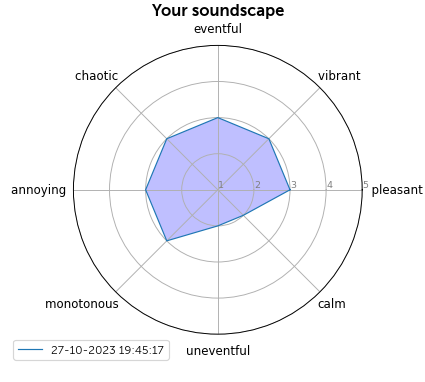 Your soundscape
eventful
chaotic
vibrant
annoying
1
2
3
4
5
pleasant
monotonous
calm
27-10-2023 19:45:17
uneventful